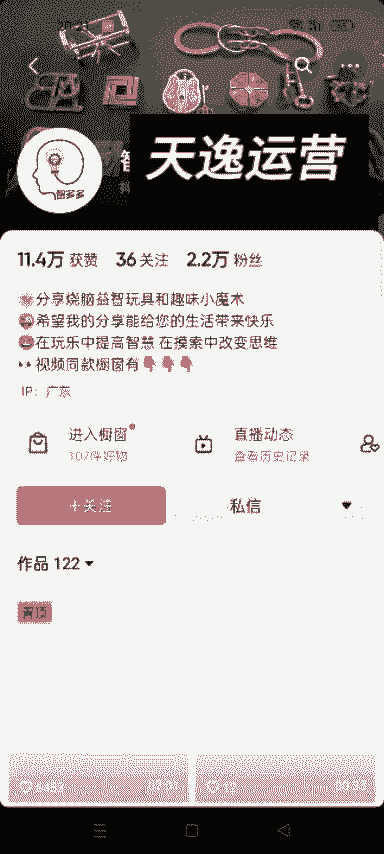 天逸运营
智多多
11.4万 获赞 36 关注 2.2万 粉丝
分享烧脑益智玩具和趣味小魔术
希望我的分享能给您的生活带来快乐
在玩乐中提高智慧 在摸索中改变思维
视频同款橱窗有👇👇👇
IP：广东
进入橱窗 直播动态
107件好物 查看历史记录
＋关注 私信
作品 122
置顶